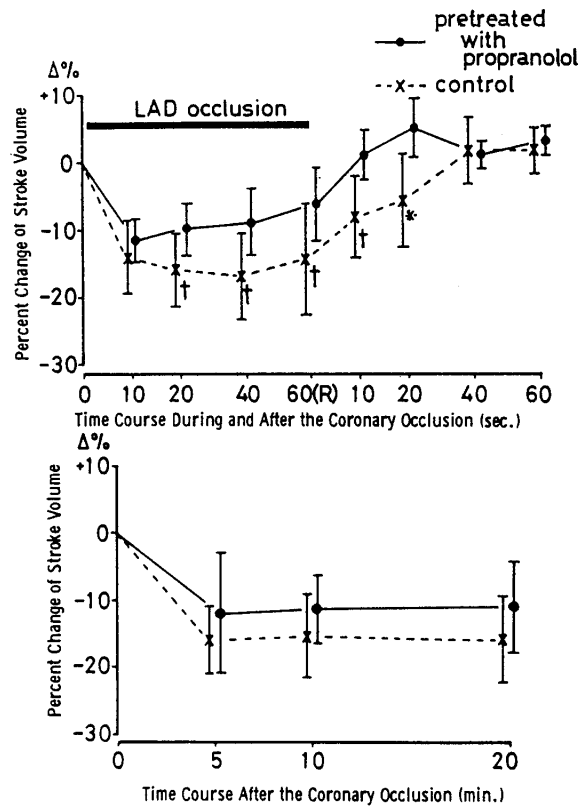 pretreated
with
propranolol
control
Δ%
LAD occlusion
+10
0
-10
-20
-30
Percent Change of Stroke Volume
† † † † *
0 10 20 40 60(R) 10 20 40 60
Time Course During and After the Coronary Occlusion (sec.)
Δ%
+10
0
-10
-20
-30
Percent Change of Stroke Volume
0 5 10 20
Time Course After the Coronary Occlusion (min.)